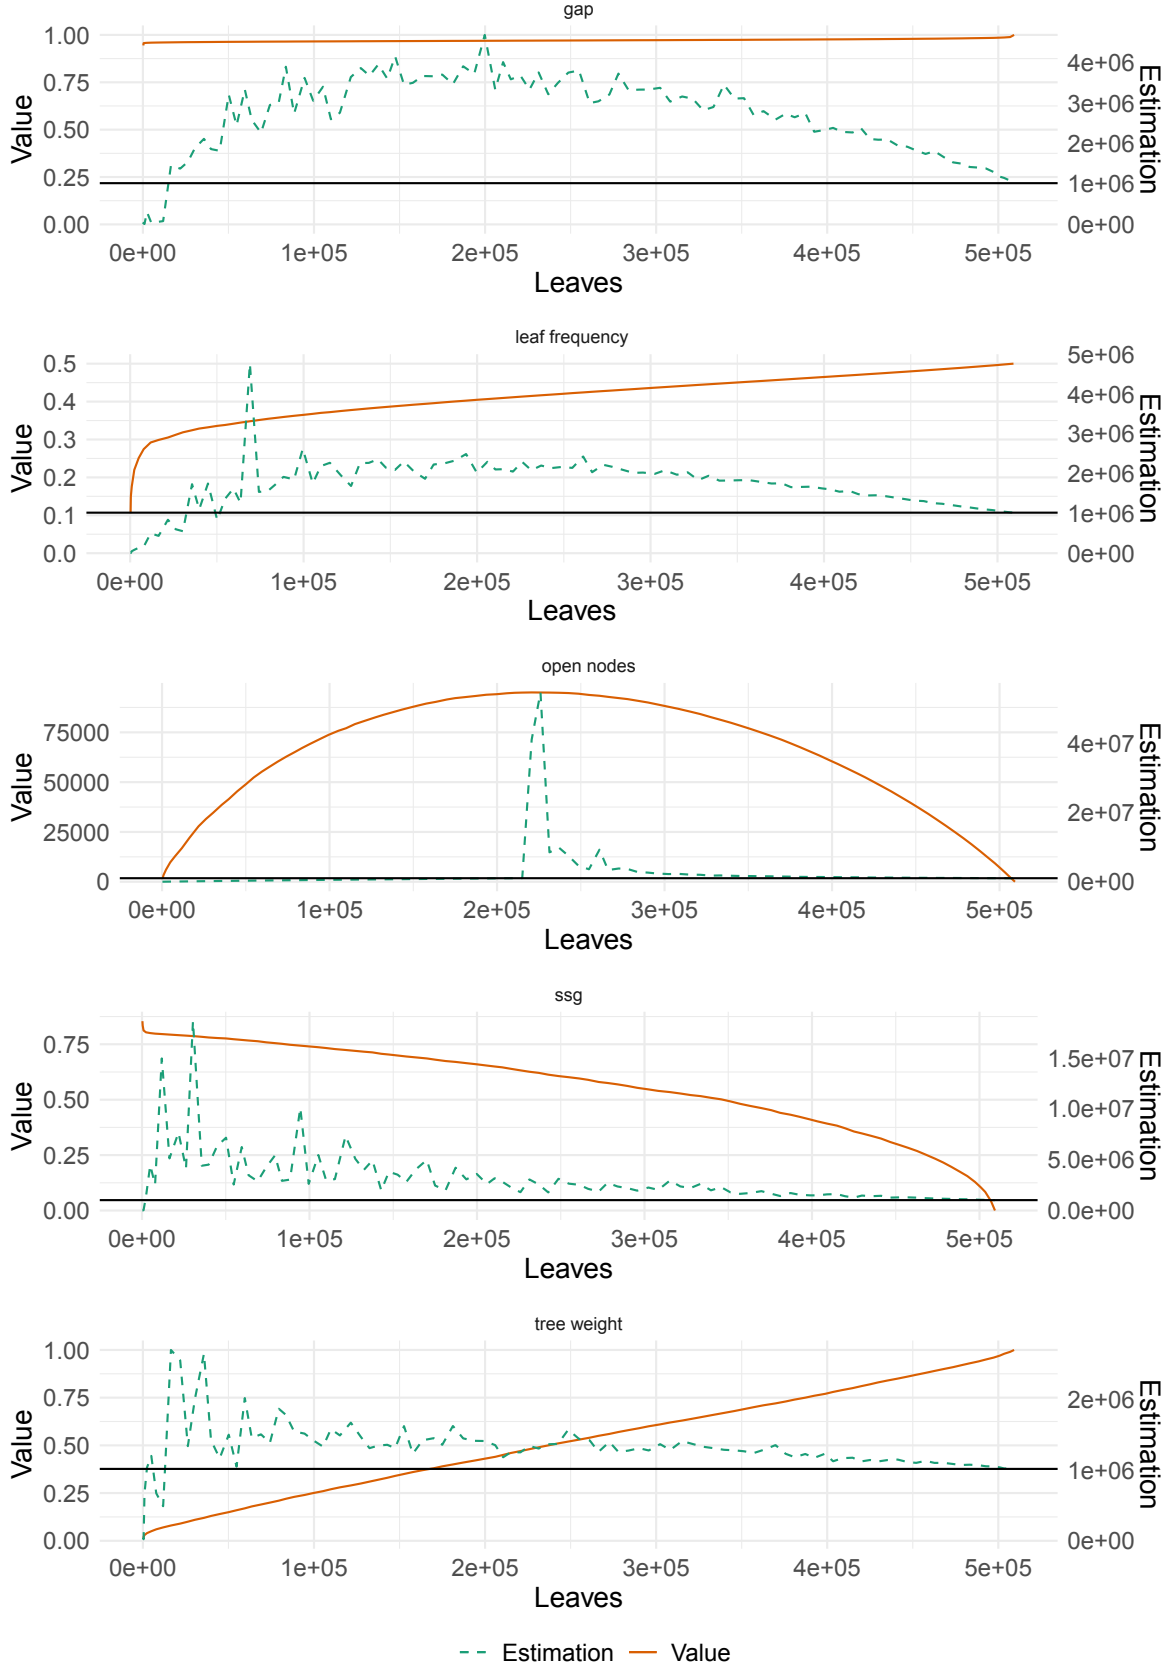 gap
1.00
0.75
0.50
0.25
0.00
Value
4e+06
3e+06
2e+06
1e+06
0e+00
Estimation
0e+00 1e+05 2e+05 3e+05 4e+05 5e+05
Leaves
leaf frequency
0.5
0.4
0.3
0.2
0.1
0.0
Value
5e+06
4e+06
3e+06
2e+06
1e+06
0e+00
Estimation
0e+00 1e+05 2e+05 3e+05 4e+05 5e+05
Leaves
open nodes
75000
50000
25000
0
Value
4e+07
2e+07
0e+00
Estimation
0e+00 1e+05 2e+05 3e+05 4e+05 5e+05
Leaves
ssg
0.75
0.50
0.25
0.00
Value
1.5e+07
1.0e+07
5.0e+06
0.0e+00
Estimation
0e+00 1e+05 2e+05 3e+05 4e+05 5e+05
Leaves
tree weight
1.00
0.75
0.50
0.25
0.00
Value
2e+06
1e+06
0e+00
Estimation
0e+00 1e+05 2e+05 3e+05 4e+05 5e+05
Leaves
Estimation Value